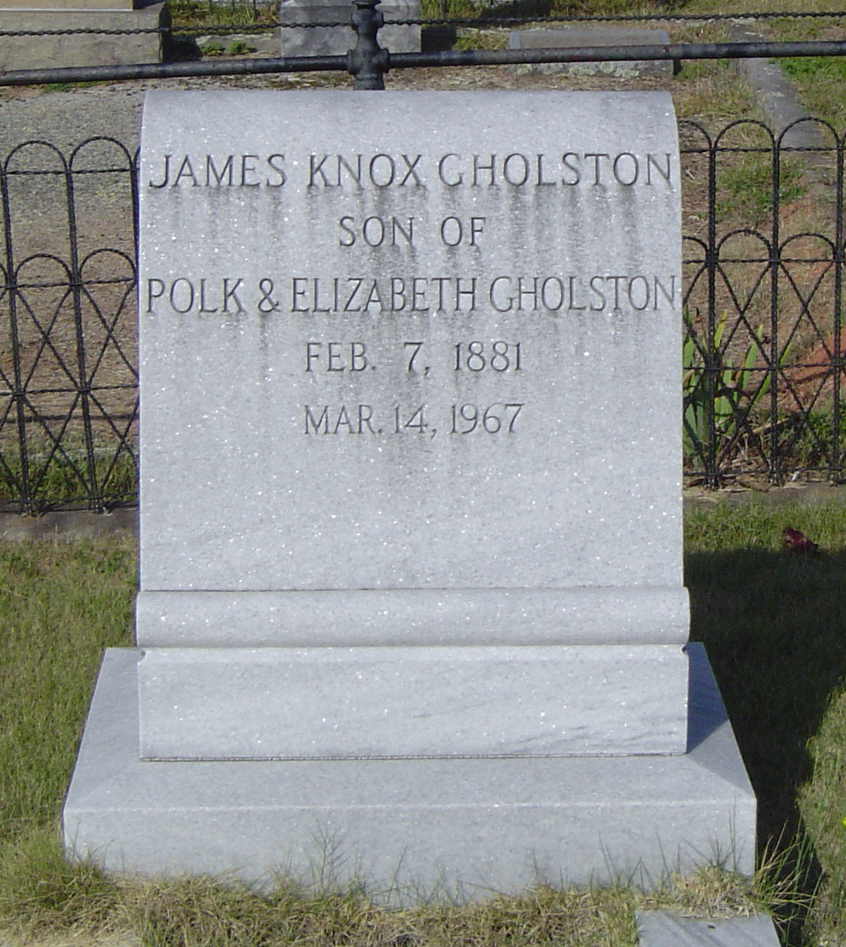 JAMES KNOX GHOLSTON
SON OF
POLK & ELIZABETH GHOLSTON
FEB. 7, 1881
MAR. 14, 1967